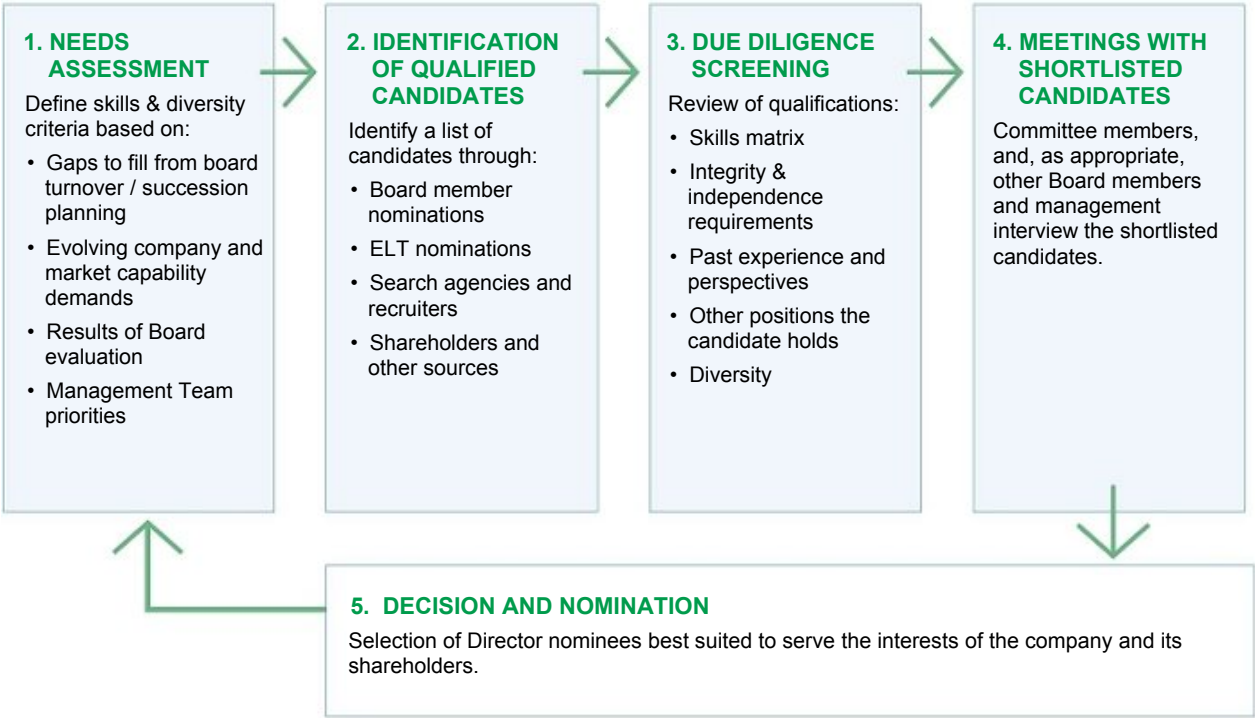 1. NEEDS
ASSESSMENT
Define skills & diversity
criteria based on:
• Gaps to fill from board
turnover / succession
planning
• Evolving company and
market capability
demands
• Results of Board
evaluation
• Management Team
priorities
2. IDENTIFICATION
OF QUALIFIED
CANDIDATES
Identify a list of
candidates through:
• Board member
nominations
• ELT nominations
• Search agencies and
recruiters
• Shareholders and
other sources
3. DUE DILIGENCE
SCREENING
Review of qualifications:
• Skills matrix
• Integrity &
independence
requirements
• Past experience and
perspectives
• Other positions the
candidate holds
• Diversity
4. MEETINGS WITH
SHORTLISTED
CANDIDATES
Committee members,
and, as appropriate,
other Board members
and management
interview the shortlisted
candidates.
5. DECISION AND NOMINATION
Selection of Director nominees best suited to serve the interests of the company and its
shareholders.